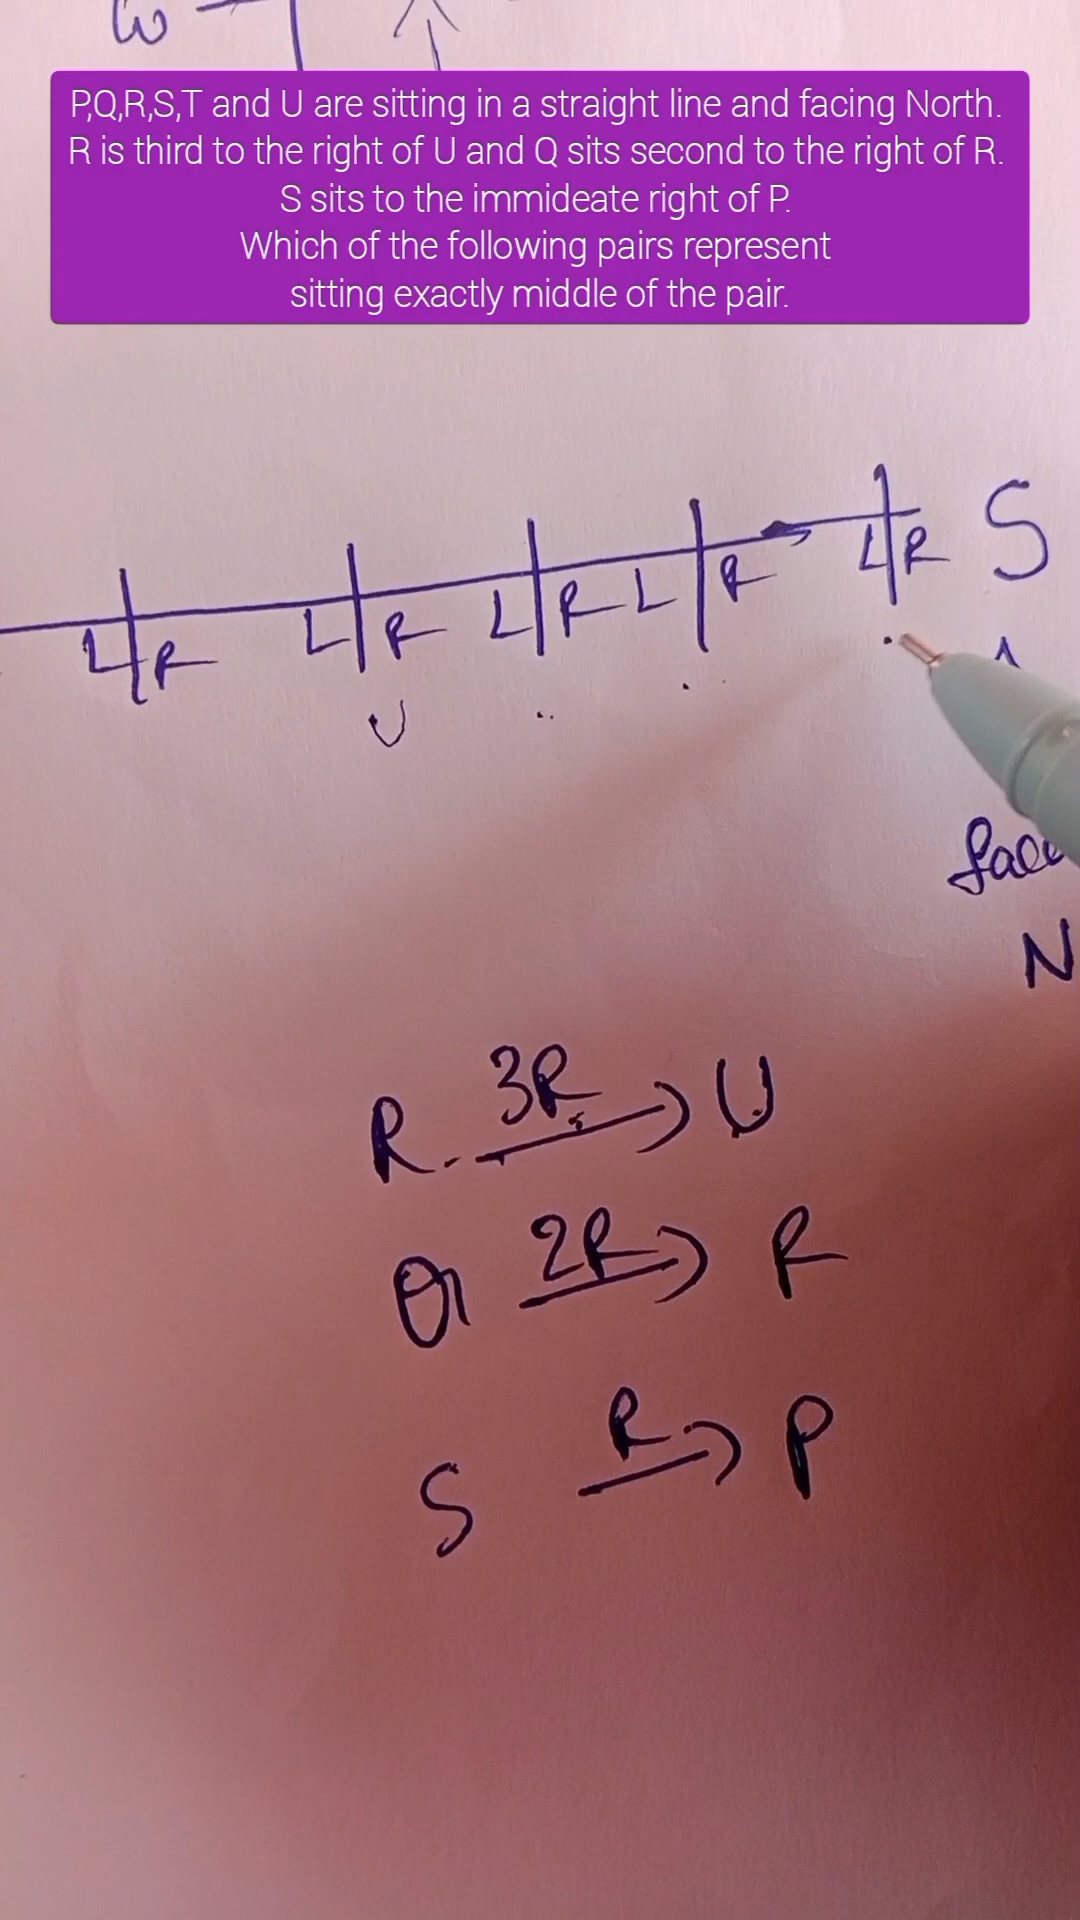 ω
P,Q,R,S,T and U are sitting in a straight line and facing North.
R is third to the right of U and Q sits second to the right of R.
S sits to the immideate right of P.
Which of the following pairs represent
sitting exactly middle of the pair.
L R L R L R L R L R S
U
N
R 3R U
Q 2R R
S R P